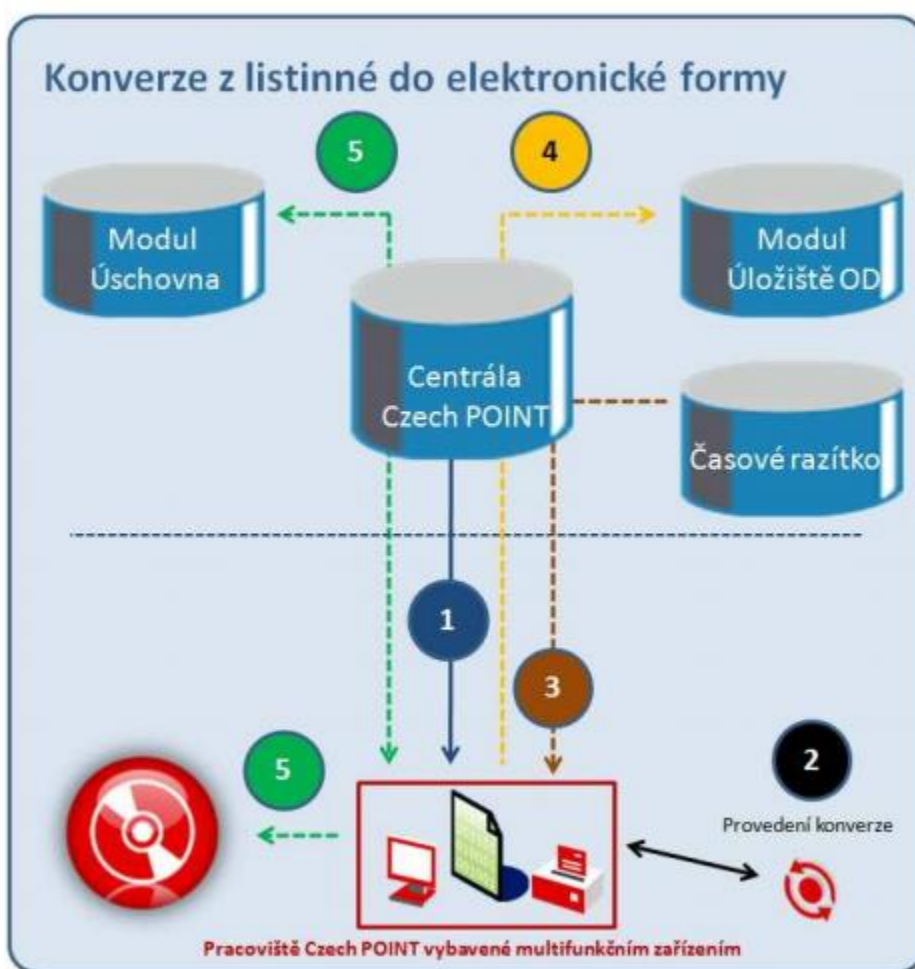 Konverze z listinné do elektronické formy
5
4
Modul
Úschovna
Modul
Úložiště OD
Centrála
Czech POINT
Časové razítko
1
3
5
2
Provedení konverze
Pracoviště Czech POINT vybavené multifunkčním zařízením